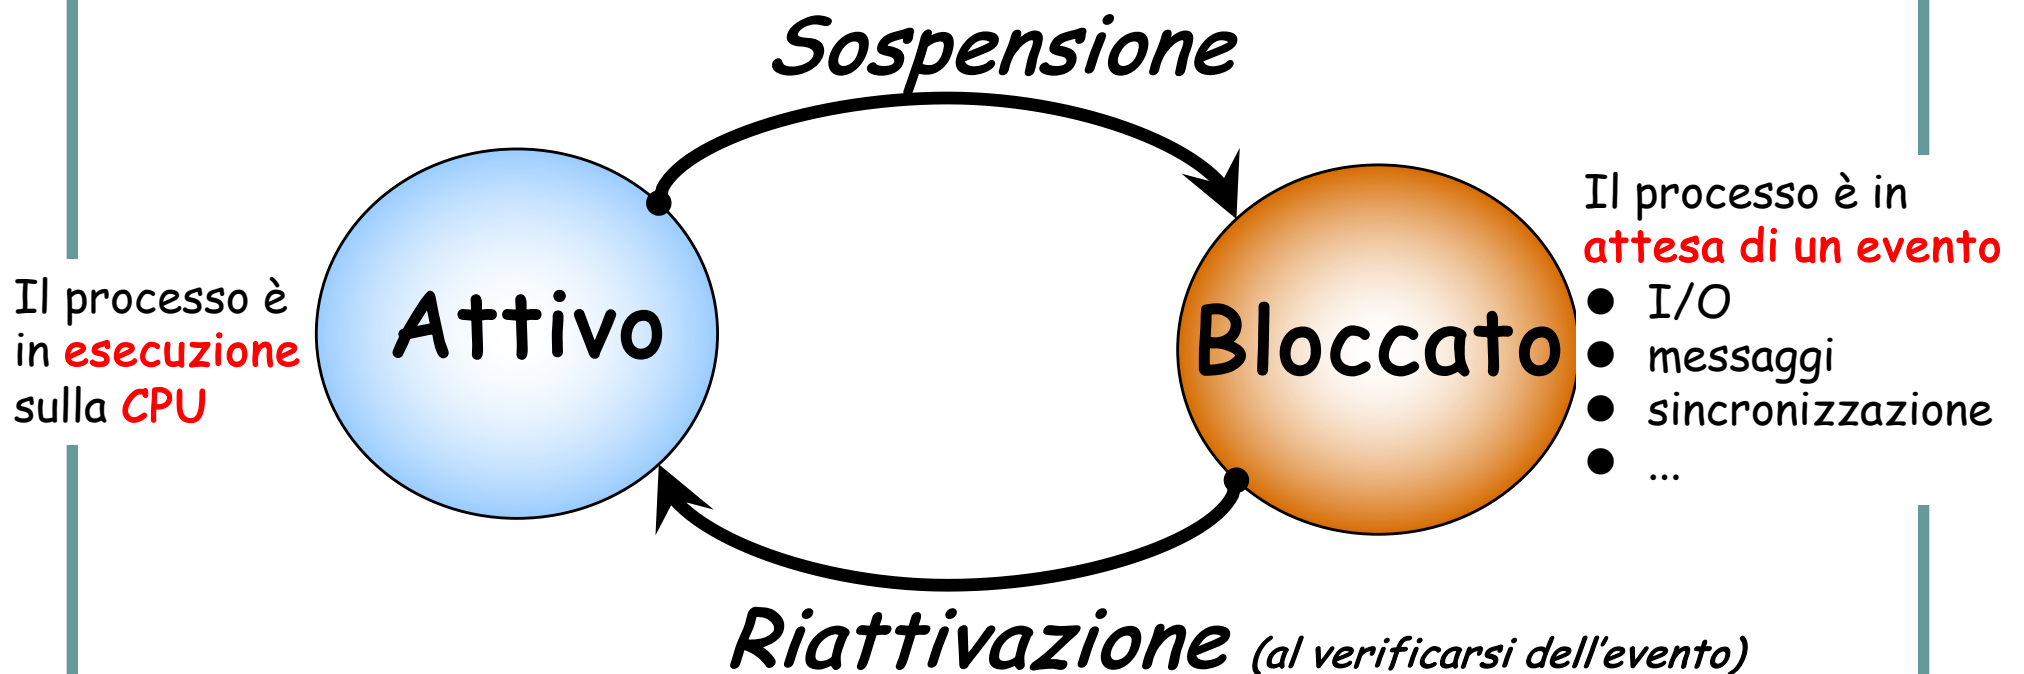 Sospensione
Il processo è
in esecuzione
sulla CPU
Attivo
Bloccato
Il processo è in
attesa di un evento
● I/O
● messaggi
● sincronizzazione
● ...
Riattivazione (al verificarsi dell'evento)